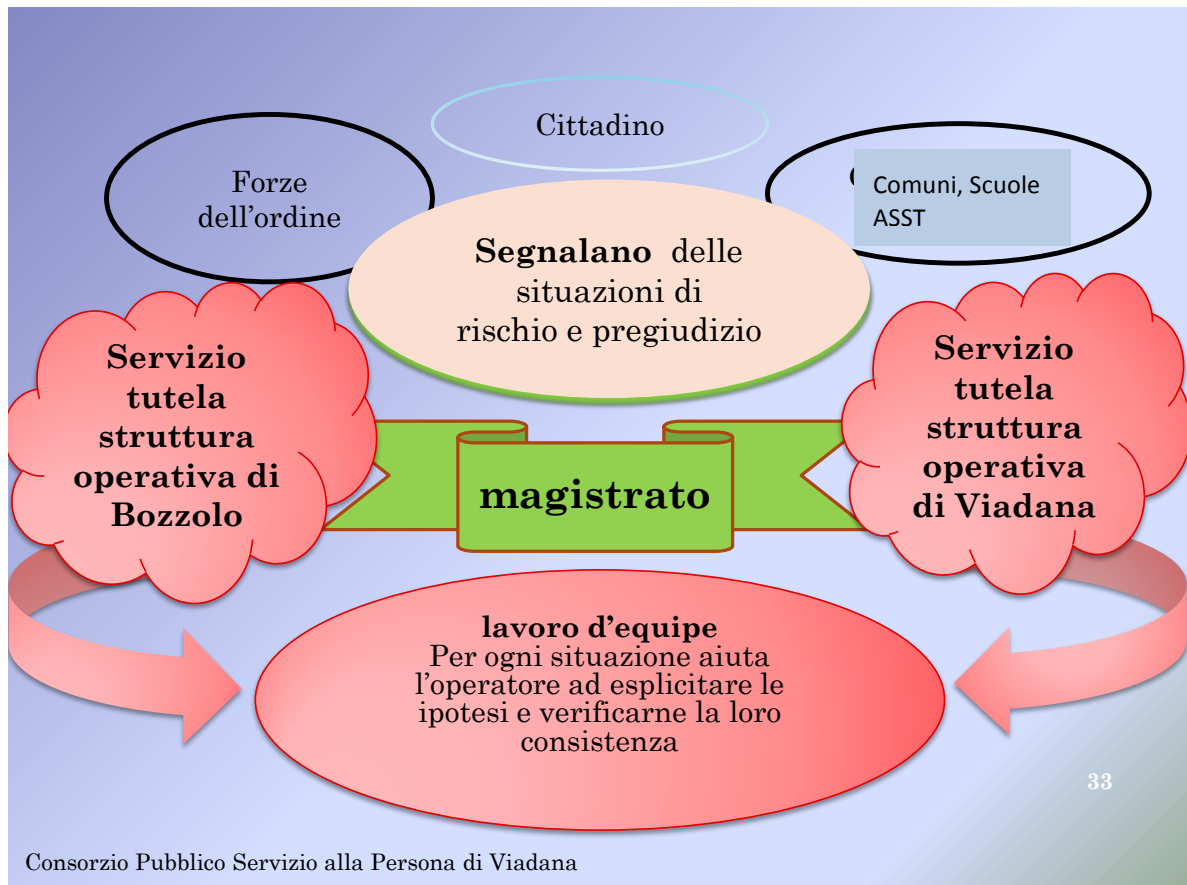 Cittadino
Forze
dell'ordine
Comuni, Scuole
ASST
Segnalano delle
situazioni di
rischio e pregiudizio
Servizio
tutela
struttura
operativa di
Bozzolo
magistrato
Servizio
tutela
struttura
operativa
di Viadana
lavoro d'equipe
Per ogni situazione aiuta
l'operatore ad esplicitare le
ipotesi e verificarne la loro
consistenza
33
Consorzio Pubblico Servizio alla Persona di Viadana